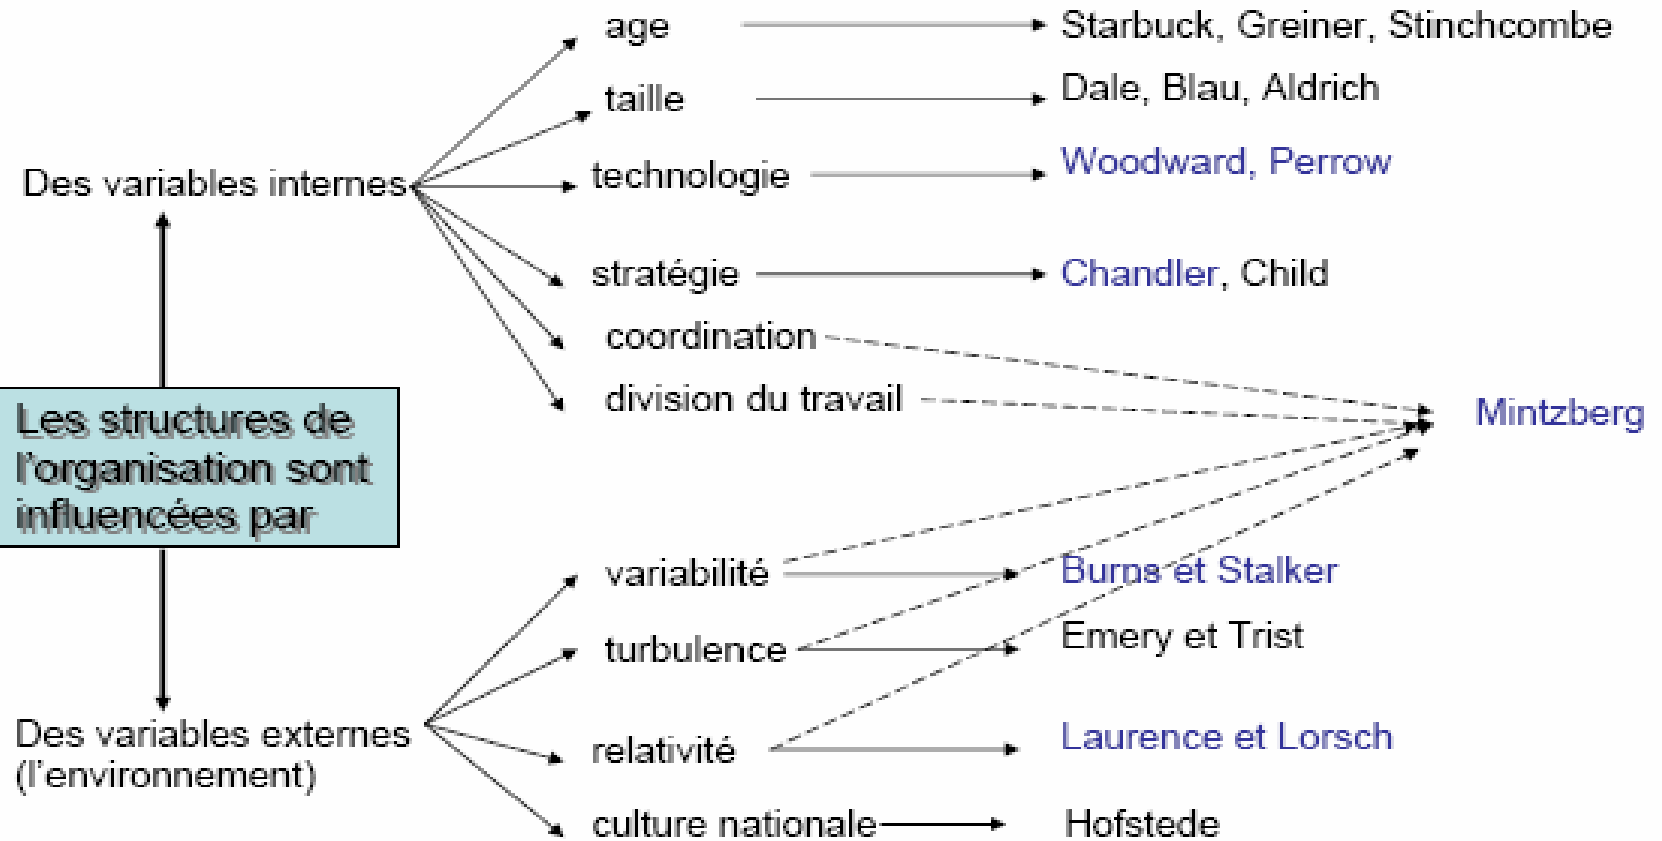 age
Starbuck, Greiner, Stinchcombe
taille
Dale, Blau, Aldrich
Des variables internes
technologie
Woodward, Perrow
stratégie
Chandler, Child
coordination
division du travail
Mintzberg
Les structures de
l'organisation sont
influencées par
variabilité
Burns et Stalker
turbulence
Emery et Trist
Des variables externes
(l'environnement)
relativité
Laurence et Lorsch
culture nationale
Hofstede